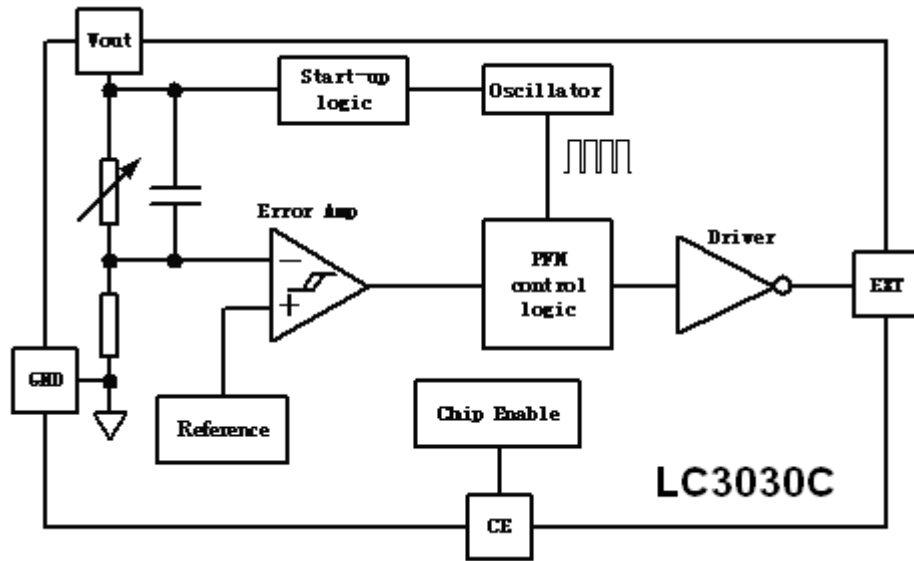 Vout
Start-up
logic
Oscillator
Error Amp
−
+
PFM
control
logic
Driver
EXT
GND
Reference
Chip Enable
CE
LC3030C